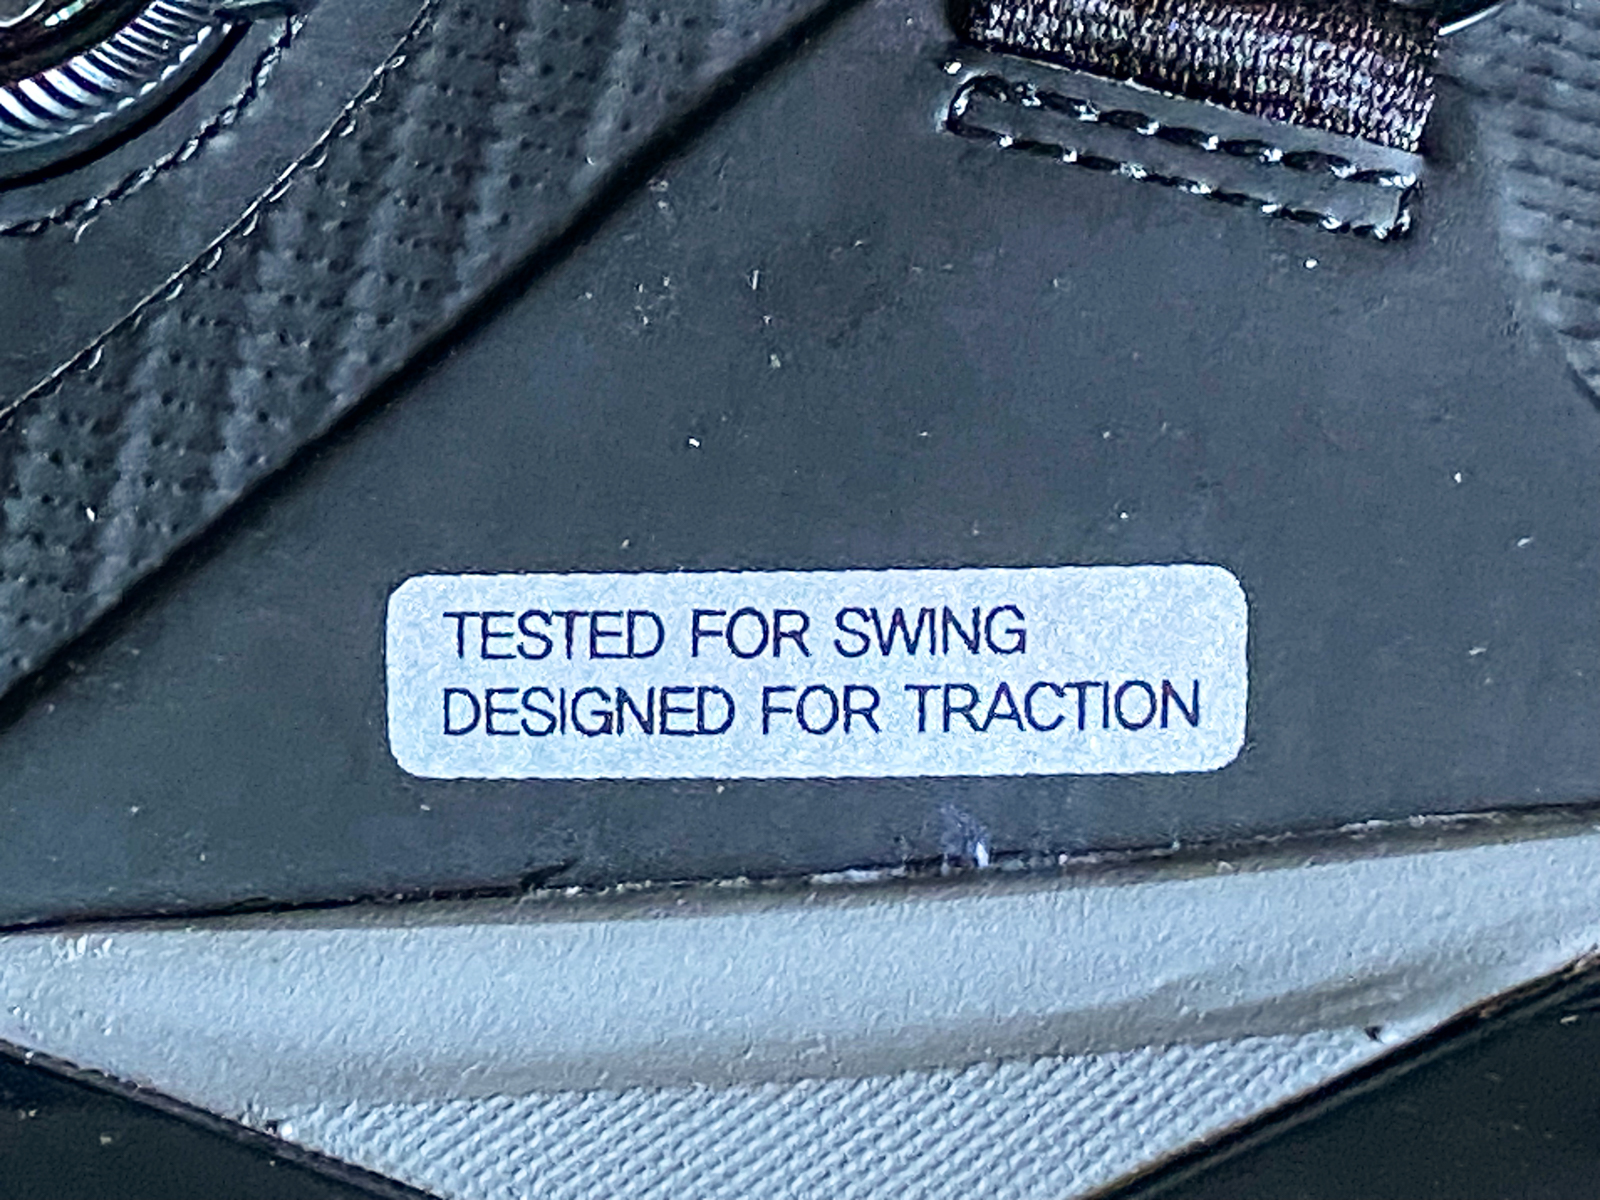 TESTED FOR SWING
DESIGNED FOR TRACTION